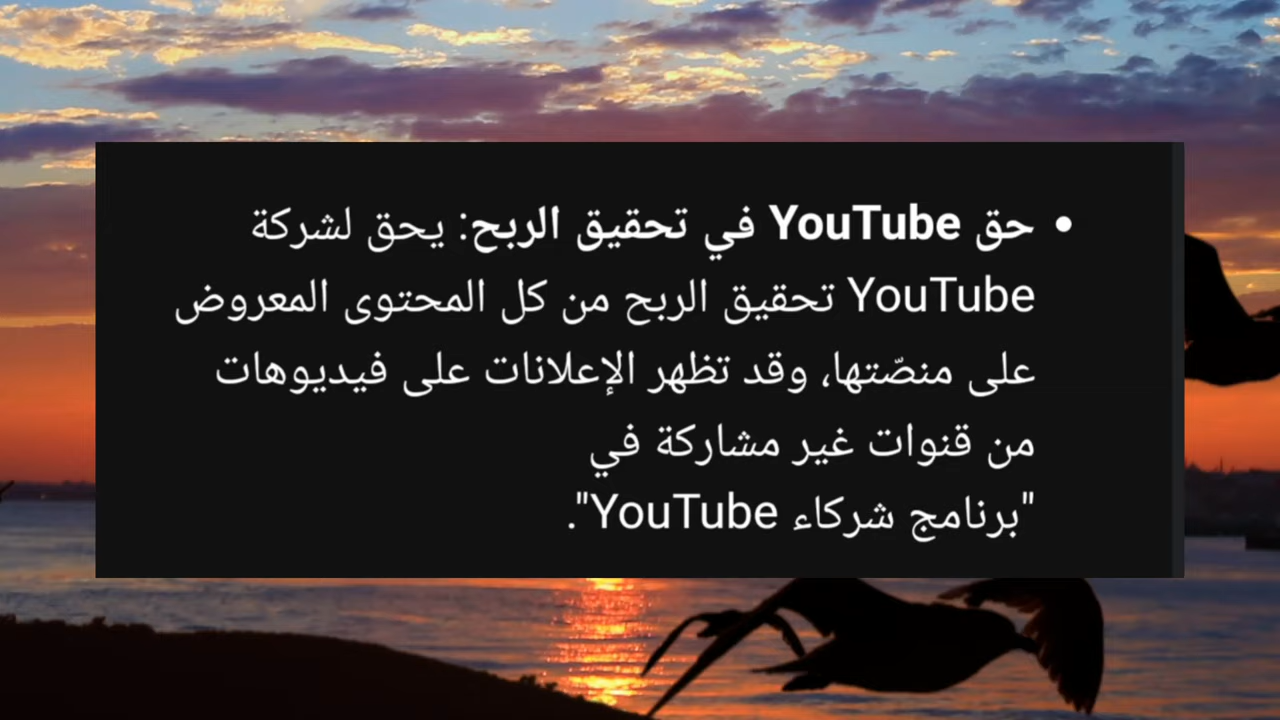 • حق YouTube في تحقيق الربح: يحق لشركة
YouTube تحقيق الربح من كل المحتوى المعروض
على منصّتها، وقد تظهر الإعلانات على فيديوهات
من قنوات غير مشاركة في
"برنامج شركاء YouTube".